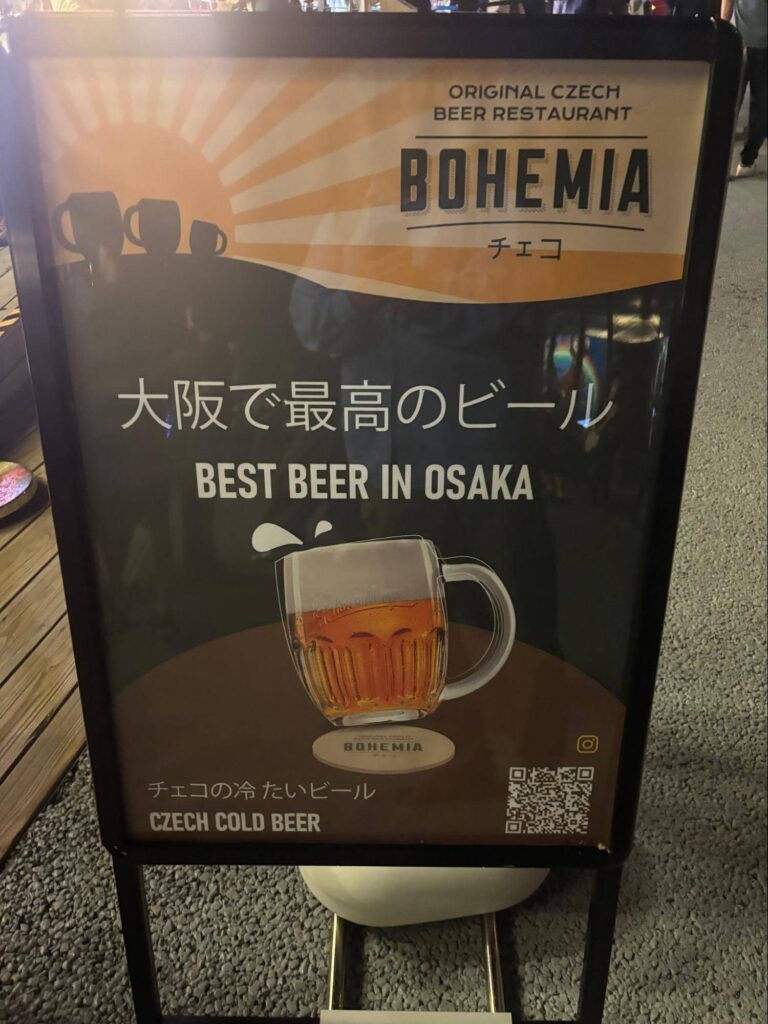 ORIGINAL CZECH
BEER RESTAURANT
BOHEMIA
チェコ
大阪で最高のビール
BEST BEER IN OSAKA
BOHEMIA
チェコの冷 たいビール
CZECH COLD BEER